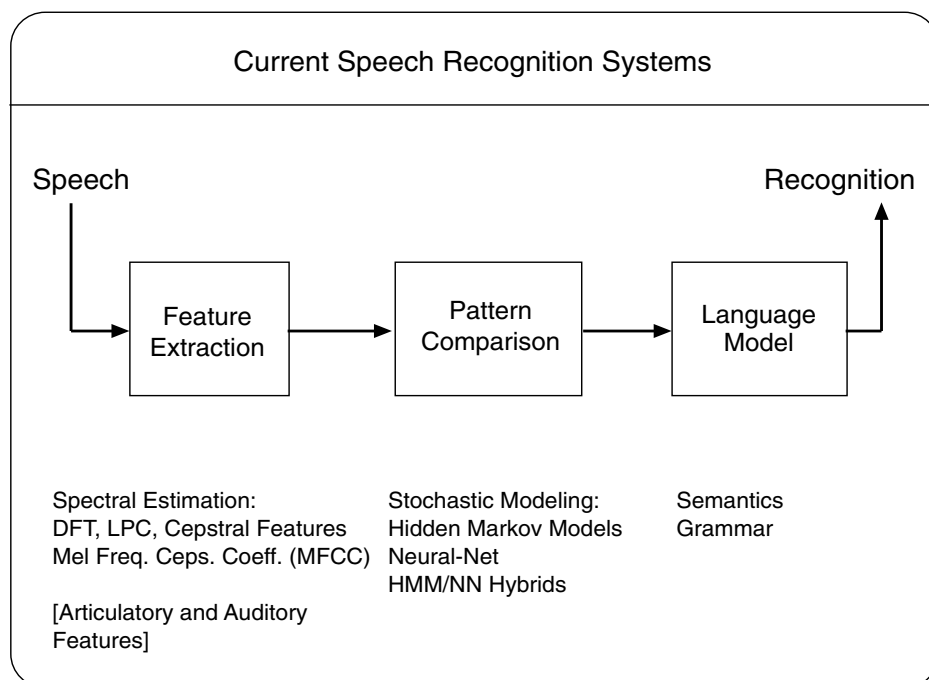 Current Speech Recognition Systems
Speech
Recognition
Feature
Extraction
Pattern
Comparison
Language
Model
Spectral Estimation:
DFT, LPC, Cepstral Features
Mel Freq. Ceps. Coeff. (MFCC)
[Articulatory and Auditory
Features]
Stochastic Modeling:
Hidden Markov Models
Neural-Net
HMM/NN Hybrids
Semantics
Grammar